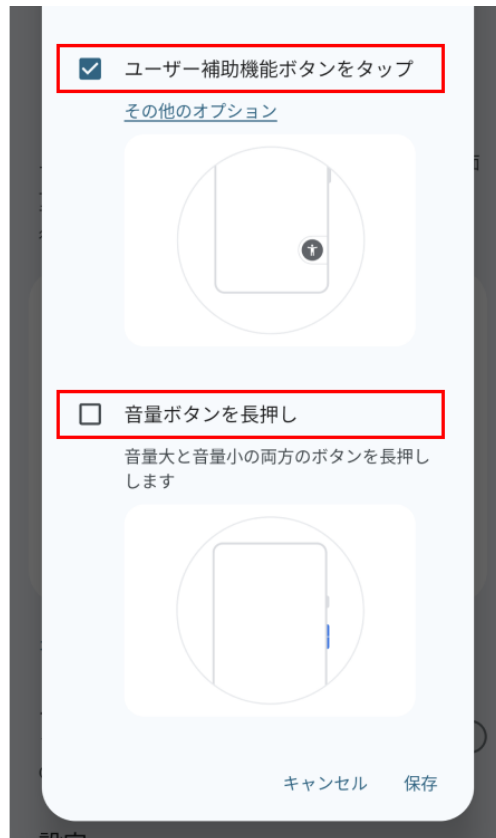 ユーザー補助機能ボタンをタップ
その他のオプション
音量ボタンを長押し
音量大と音量小の両方のボタンを長押し
します
キャンセル 保存